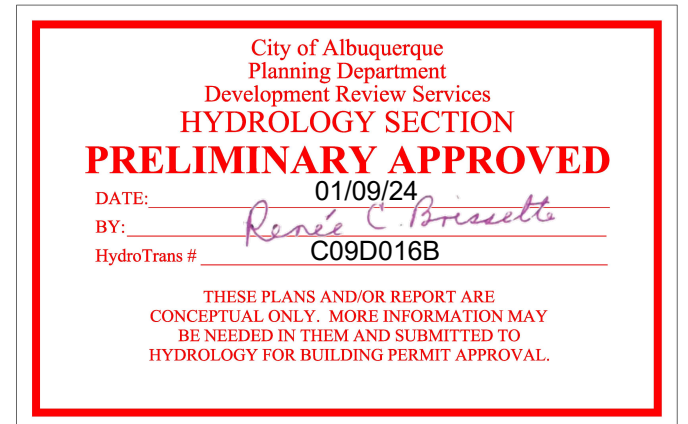 City of Albuquerque
Planning Department
Development Review Services
HYDROLOGY SECTION
PRELIMINARY APPROVED
DATE: 01/09/24
BY: Renée C. Brissette
HydroTrans # C09D016B
THESE PLANS AND/OR REPORT ARE
CONCEPTUAL ONLY. MORE INFORMATION MAY
BE NEEDED IN THEM AND SUBMITTED TO
HYDROLOGY FOR BUILDING PERMIT APPROVAL.